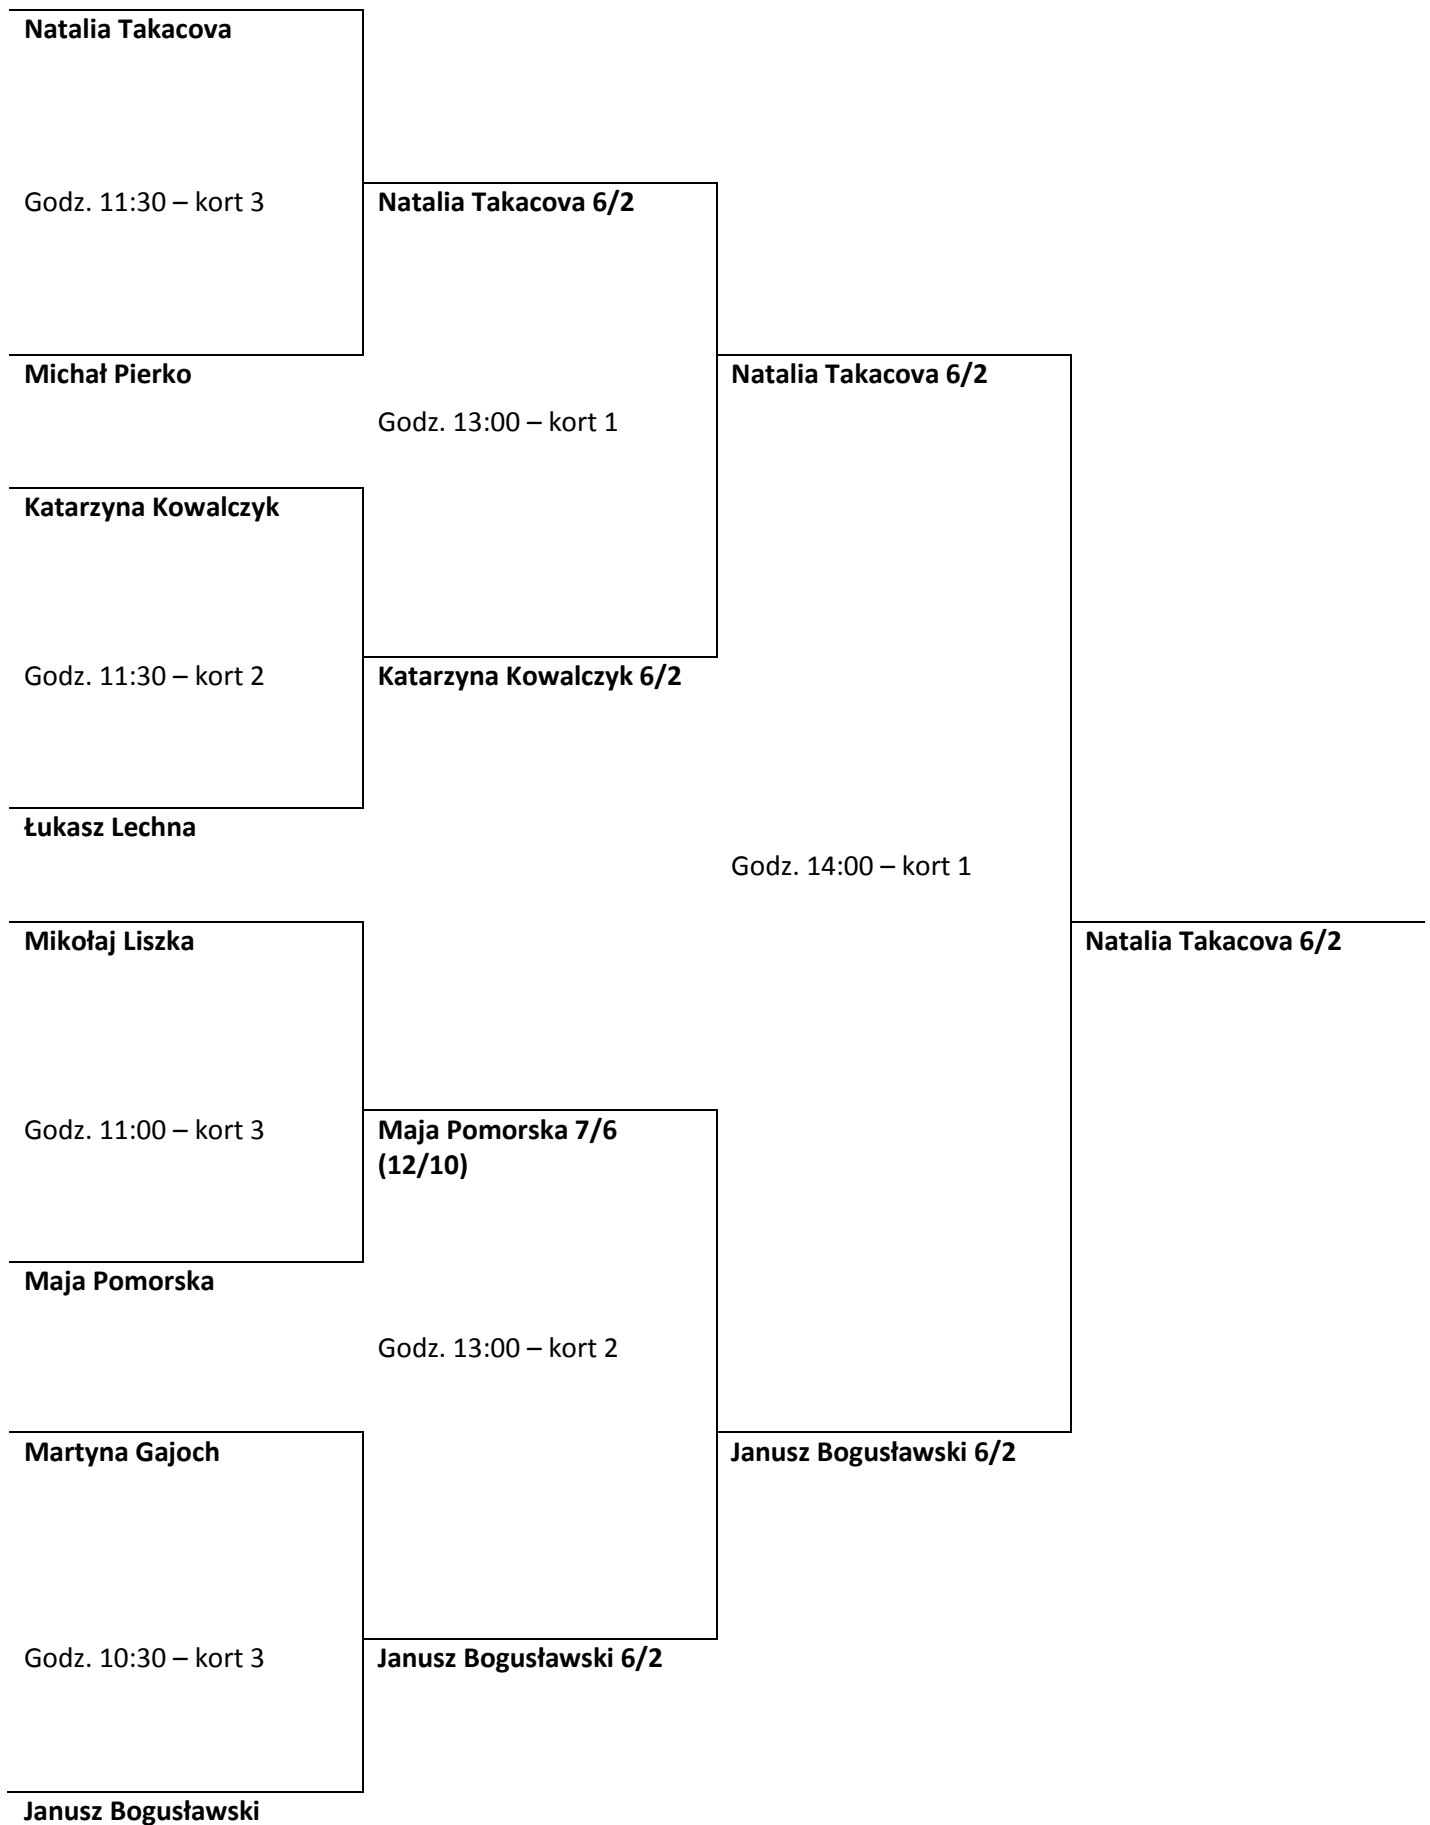 Natalia Takacova
Godz. 11:30 – kort 3
Natalia Takacova 6/2
Michał Pierko
Natalia Takacova 6/2
Godz. 13:00 – kort 1
Katarzyna Kowalczyk
Godz. 11:30 – kort 2
Katarzyna Kowalczyk 6/2
Łukasz Lechna
Godz. 14:00 – kort 1
Mikołaj Liszka
Natalia Takacova 6/2
Godz. 11:00 – kort 3
Maja Pomorska 7/6
(12/10)
Maja Pomorska
Godz. 13:00 – kort 2
Martyna Gajoch
Janusz Bogusławski 6/2
Godz. 10:30 – kort 3
Janusz Bogusławski 6/2
Janusz Bogusławski